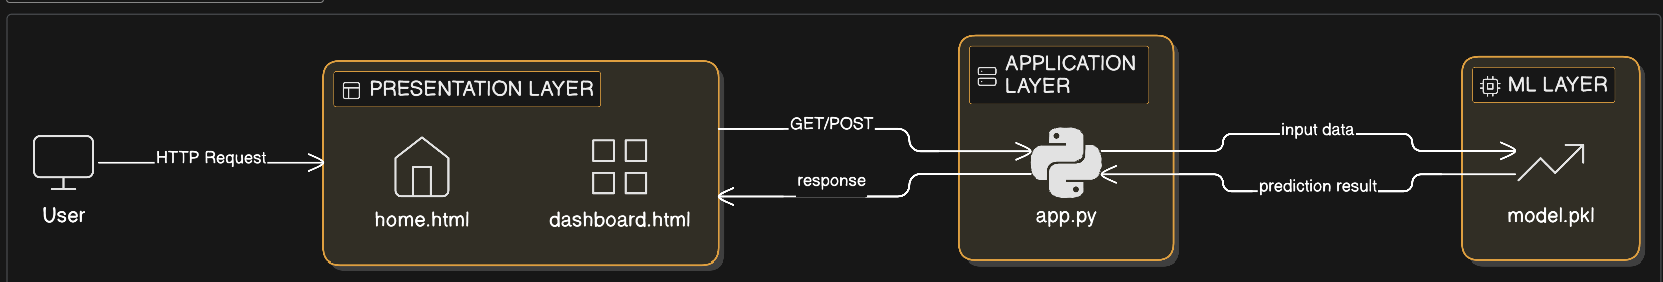 User
HTTP Request
PRESENTATION LAYER
home.html
dashboard.html
GET/POST
response
APPLICATION
LAYER
app.py
input data
prediction result
ML LAYER
model.pkl